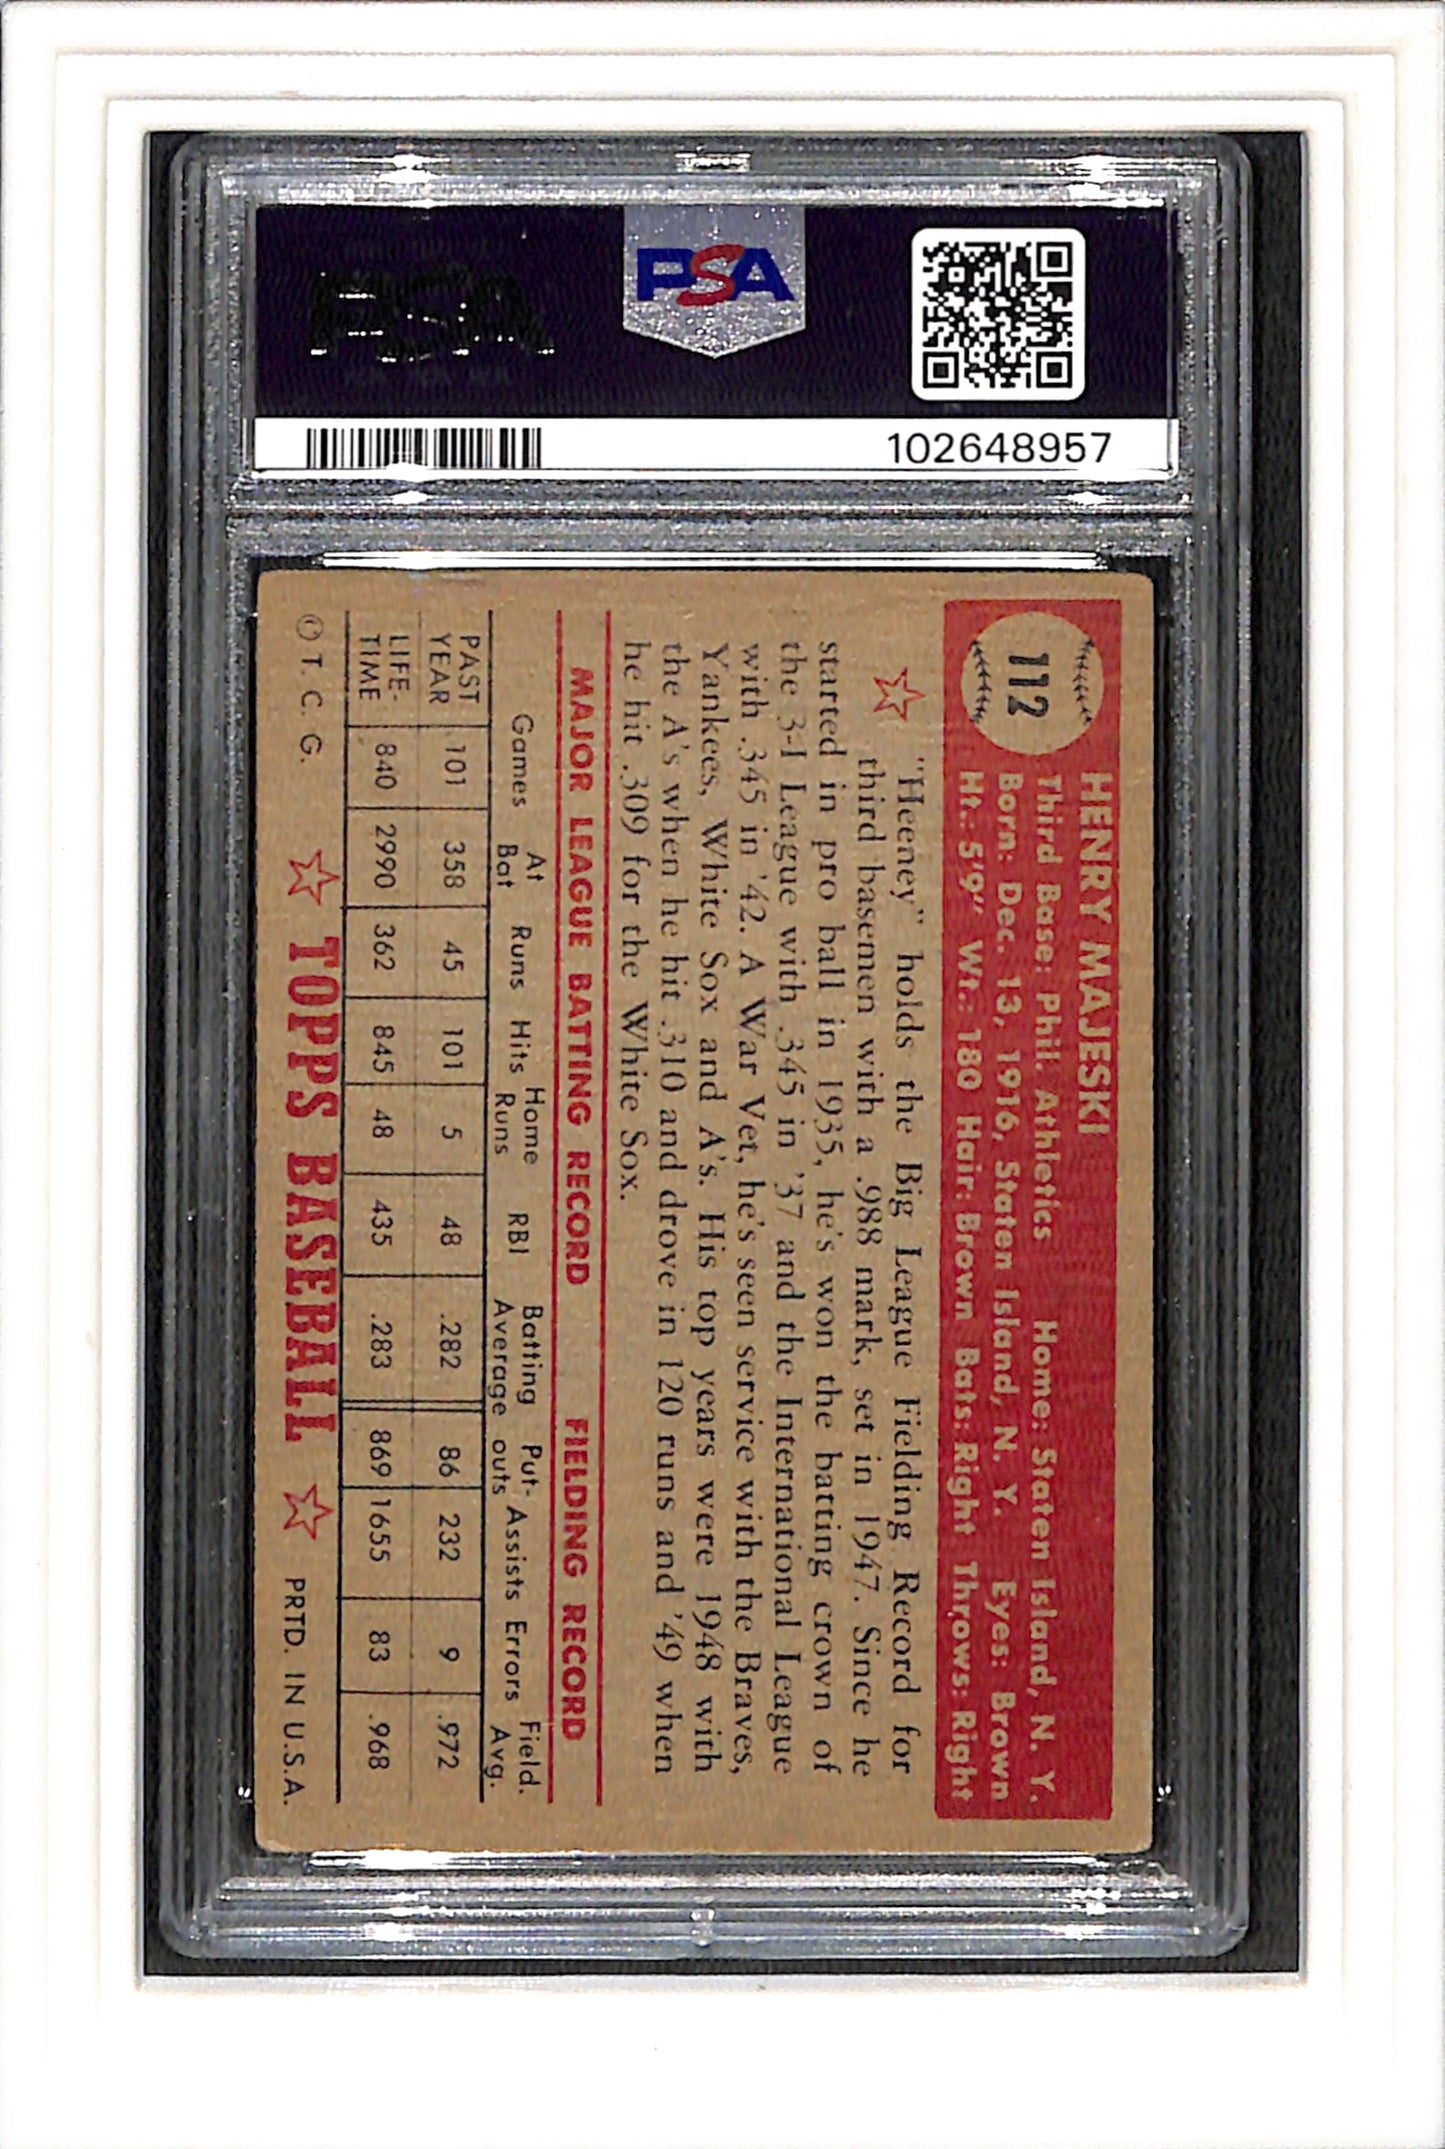 PSA
102648957
112
HENRY MAJESKI
Third Base: Phil. Athletics Home: Staten Island, N. Y.
Born: Dec. 13, 1916, Staten Island, N. Y. Eyes: Brown
Ht.: 5'9" Wt.: 180 Hair: Brown Bats: Right Throws: Right
"Heeney" holds the Big League Fielding Record for
third basemen with a .988 mark, set in 1947. Since he
started in pro ball in 1935, he's won the batting crown of
the 3-I League with .345 in '37 and the International League
with .345 in '42. A War Vet, he's seen service with the Braves,
Yankees, White Sox and A's. His top years were 1948 with
the A's when he hit .310 and drove in 120 runs and '49 when
he hit .309 for the White Sox.
MAJOR LEAGUE BATTING RECORD FIELDING RECORD
Games At Bat Runs Hits Home Runs RBI Batting Average Put-outs Assists Errors Field. Avg.
PAST YEAR 101 358 45 101 5 48 .282 86 232 9 .972
LIFE-TIME 840 2990 362 845 48 435 .283 869 1655 83 .968
© T. C. G. TOPPS BASEBALL PRTD. IN U.S.A.